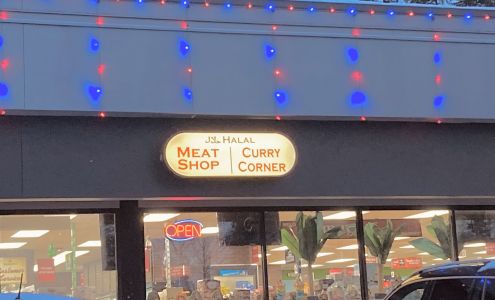 HALAL
MEAT SHOP | CURRY CORNER
OPEN